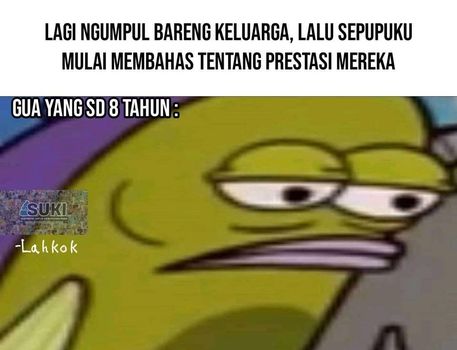 LAGI NGUMPUL BARENG KELUARGA, LALU SEPUPUKU
MULAI MEMBAHAS TENTANG PRESTASI MEREKA
GUA YANG SD 8 TAHUN :
SUKI
-Lahkok